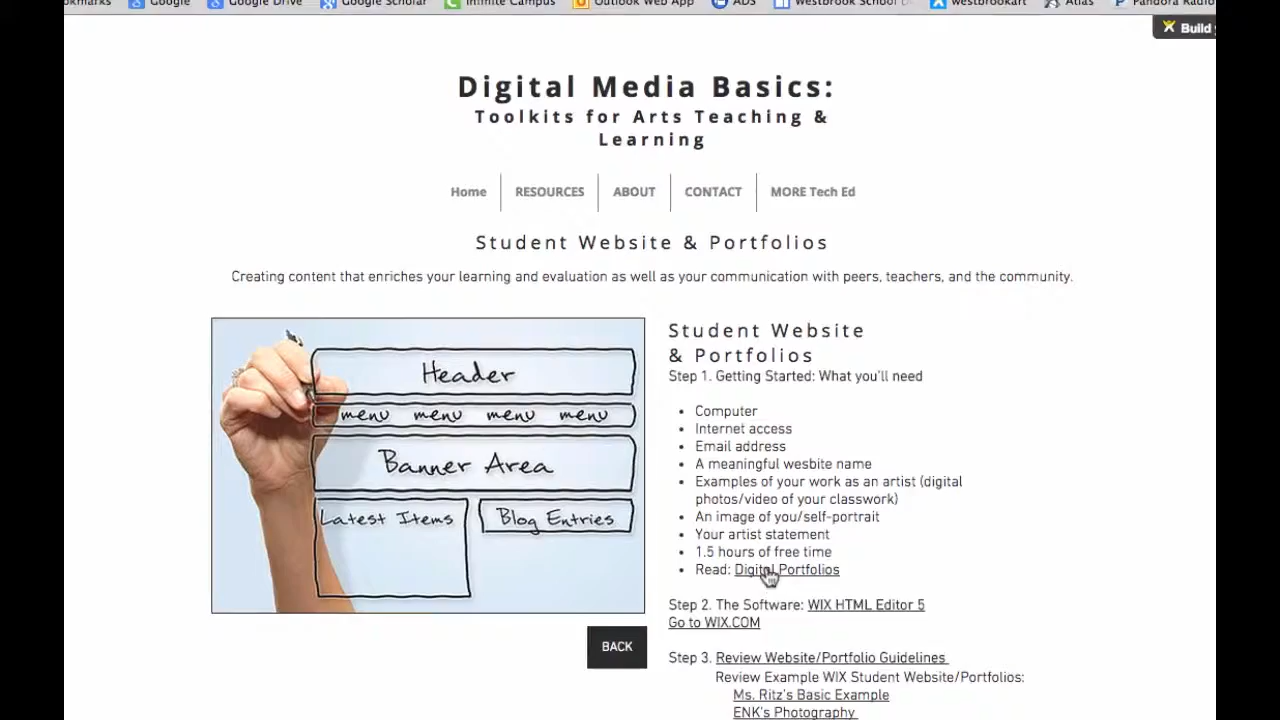 Google
Google Drive
Google Scholar
Infinite Campus
Outlook Web App
ADS
westbrookart
Atlas
Pandora Radio
Build
Digital Media Basics:
Toolkits for Arts Teaching &
Learning
Home
RESOURCES
ABOUT
CONTACT
MORE Tech Ed
Student Website & Portfolios
Creating content that enriches your learning and evaluation as well as your communication with peers, teachers, and the community.
Header
menu menu menu menu
Banner Area
Latest Items
Blog Entries
BACK
Student Website
& Portfolios
Step 1. Getting Started: What you'll need
Computer
Internet access
Email address
A meaningful wesbite name
Examples of your work as an artist (digital
photos/video of your classwork)
An image of you/self-portrait
Your artist statement
1.5 hours of free time
Read: Digital Portfolios
Step 2. The Software: WIX HTML Editor 5
Go to WIX.COM
Step 3. Review Website/Portfolio Guidelines
Review Example WIX Student Website/Portfolios:
Ms. Ritz's Basic Example
ENK's Photography